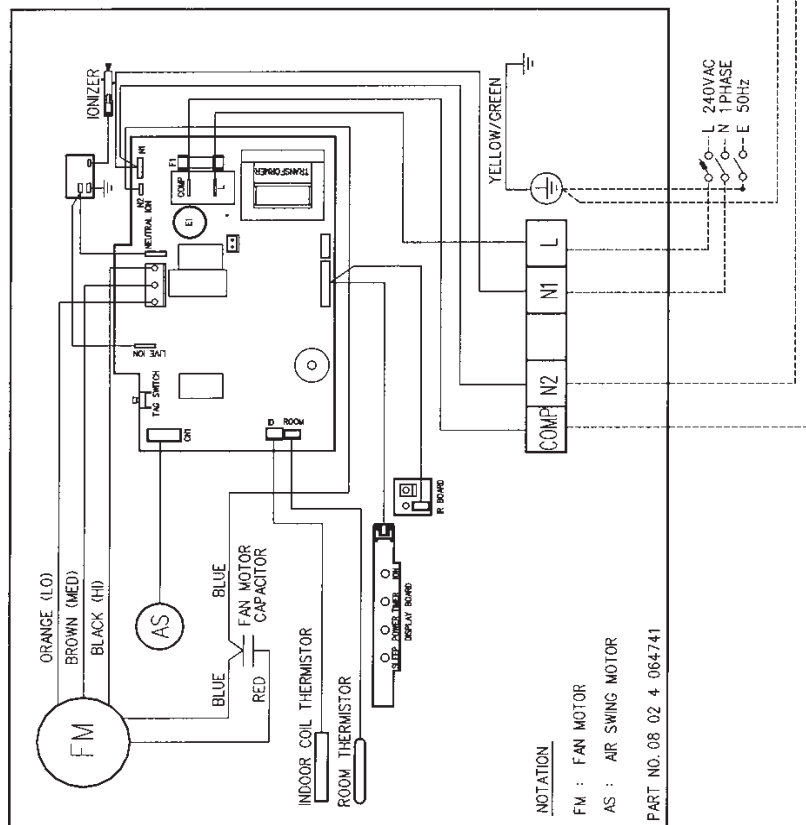 FM
ORANGE (LO)
BROWN (MED)
BLACK (HI)
BLUE
RED
BLUE
FAN MOTOR
CAPACITOR
AS
INDOOR COIL THERMISTOR
ROOM THERMISTOR
SLEEP POWER TIMER ION
DISPLAY BOARD
IR BOARD
ID
ROOM
CN1
TAG SWITCH
LIVE ION
NEUTRAL ION
N2
N1
E1
COMP
L
F1
TRANSFORMER
IONIZER
YELLOW/GREEN
COMP
N2
N1
L
L 240VAC
N 1PHASE
E 50Hz
NOTATION
FM : FAN MOTOR
AS : AIR SWING MOTOR
PART NO. 08 02 4 064741